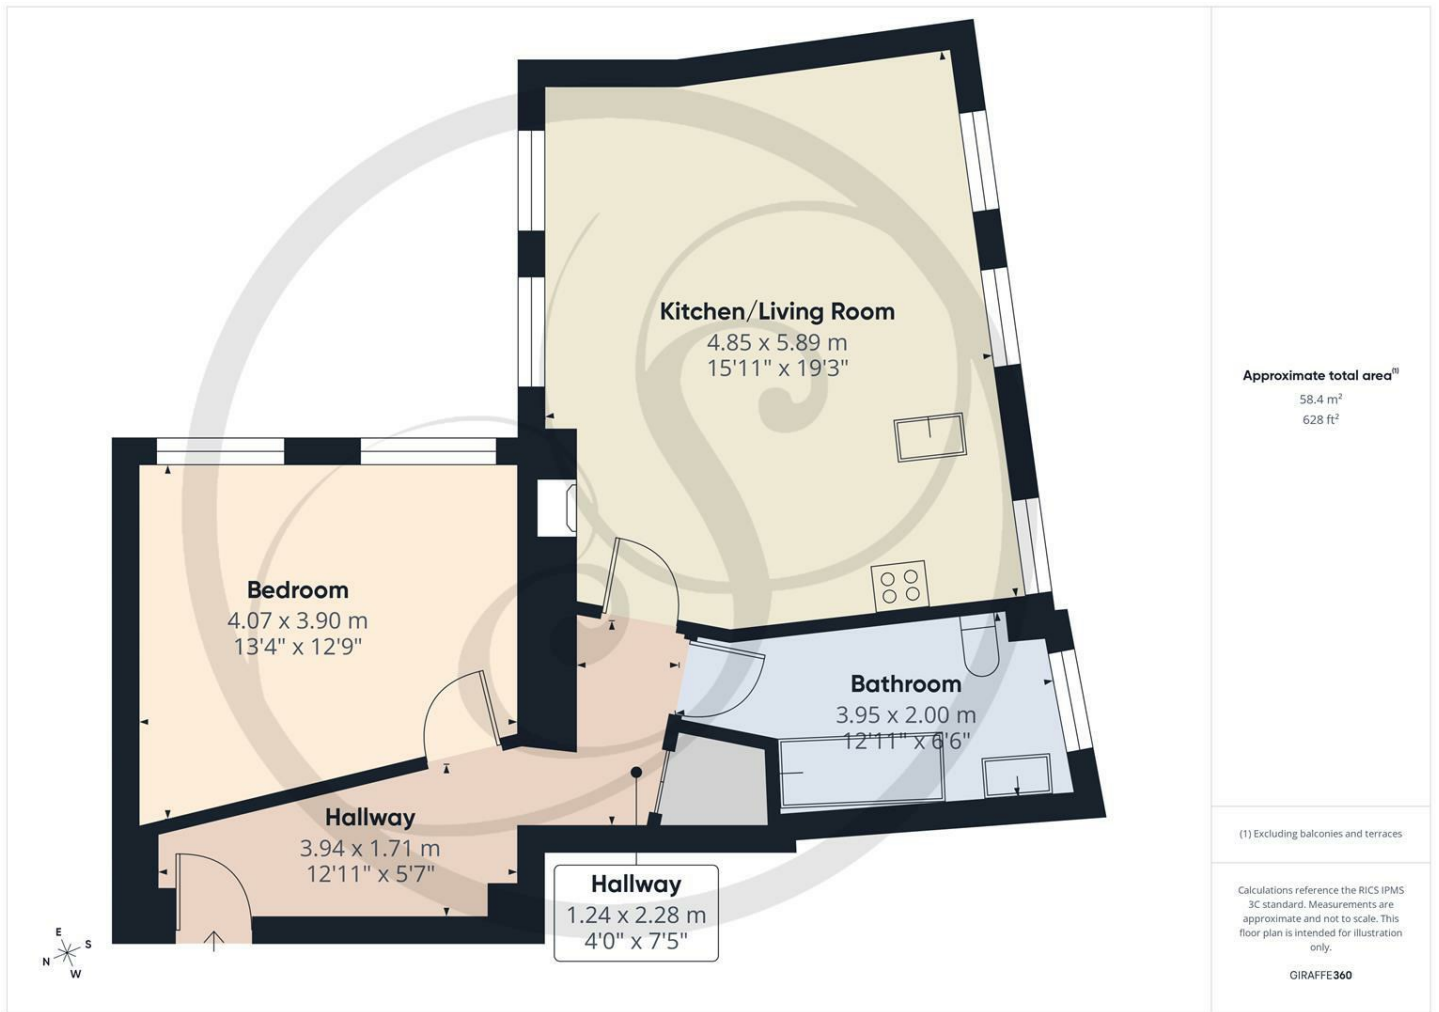 Kitchen/Living Room
4.85 x 5.89 m
15'11" x 19'3"
Bedroom
4.07 x 3.90 m
13'4" x 12'9"
Bathroom
3.95 x 2.00 m
12'11" x 6'6"
Hallway
3.94 x 1.71 m
12'11" x 5'7"
Hallway
1.24 x 2.28 m
4'0" x 7'5"
E
S
N
W
Approximate total area(1)
58.4 m²
628 ft²
(1) Excluding balconies and terraces
Calculations reference the RICS IPMS
3C standard. Measurements are
approximate and not to scale. This
floor plan is intended for illustration
only.
GIRAFFE360